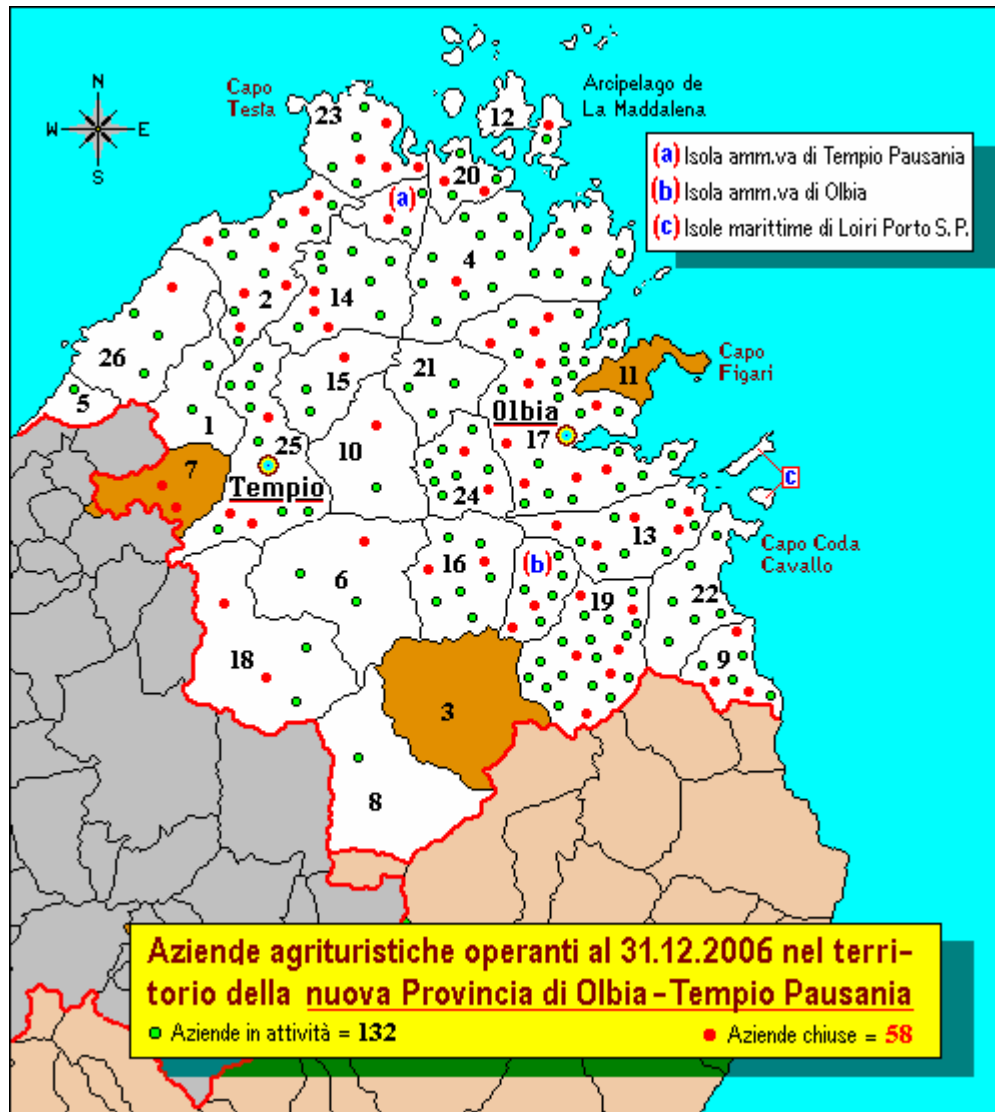 N
W
E
S
Capo
Testa
Arcipelago de
La Maddalena
(a) Isola amm.va di Tempio Pausania
(b) Isola amm.va di Olbia
(c) Isole marittime di Loiri Porto S.P.
23
12
20
(a)
4
2
14
26
15
21
11
Capo
Figari
5
1
Olbia
17
25
10
7
Tempio
24
c
13
Capo Coda
Cavallo
16
(b)
6
19
22
18
9
3
8
Aziende agrituristiche operanti al 31.12.2006 nel terri-
torio della nuova Provincia di Olbia-Tempio Pausania
Aziende in attività = 132
Aziende chiuse = 58